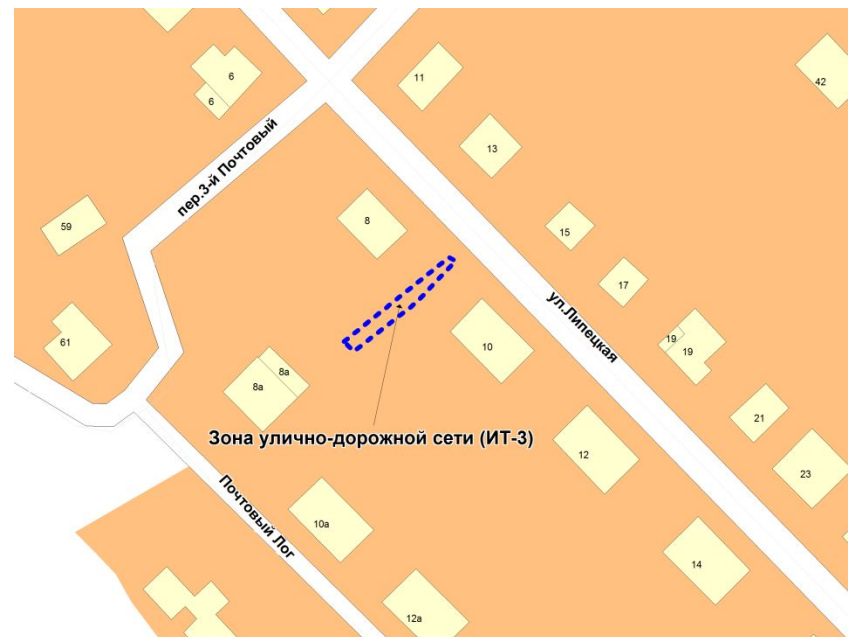 6
6
11
42
13
пер.3-й Почтовый
8
59
15
17
ул.Липецкая
61
10
19
19
8а
8а
21
Зона улично-дорожной сети (ИТ-3)
12
23
Почтовый Лог
10а
14
12а